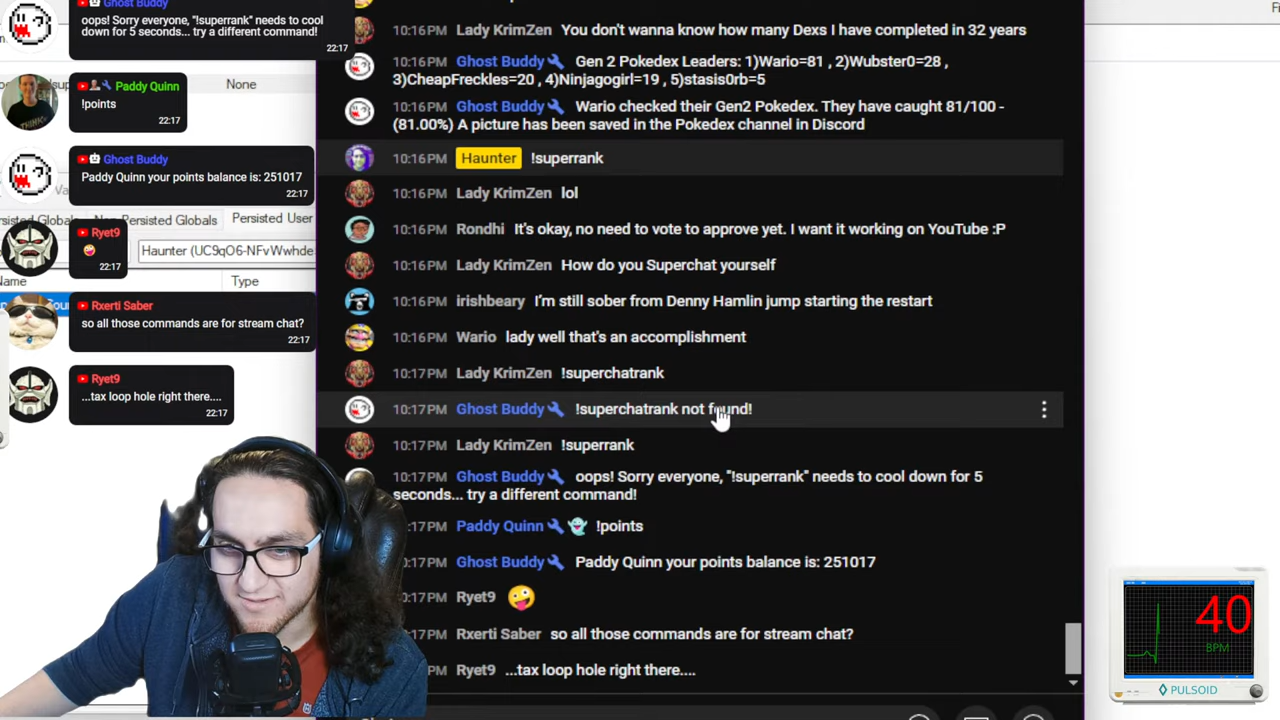 Ghost Buddy
oops! Sorry everyone, "!superrank" needs to cool
down for 5 seconds... try a different command!
22:17
Paddy Quinn
!points
22:17
None
Ghost Buddy
Paddy Quinn your points balance is: 251017
22:17
Persisted User
Ryet9
22:17
Haunter (UC9qO6-NFvWwhde
Name
Type
Rxerti Saber
so all those commands are for stream chat?
22:17
Ryet9
...tax loop hole right there....
22:17
10:16PM Lady KrimZen You don't wanna know how many Dexs I have completed in 32 years
10:16PM Ghost Buddy Gen 2 Pokedex Leaders: 1)Wario=81 , 2)Wubster0=28 ,
3)CheapFreckles=20 , 4)Ninjagogirl=19 , 5)stasis0rb=5
10:16PM Ghost Buddy Wario checked their Gen2 Pokedex. They have caught 81/100 -
(81.00%) A picture has been saved in the Pokedex channel in Discord
10:16PM Haunter !superrank
10:16PM Lady KrimZen lol
10:16PM Rondhi It's okay, no need to vote to approve yet. I want it working on YouTube :P
10:16PM Lady KrimZen How do you Superchat yourself
10:16PM irishbeary I'm still sober from Denny Hamlin jump starting the restart
10:16PM Wario lady well that's an accomplishment
10:17PM Lady KrimZen !superchatrank
10:17PM Ghost Buddy !superchatrank not found!
10:17PM Lady KrimZen !superrank
10:17PM Ghost Buddy oops! Sorry everyone, "!superrank" needs to cool down for 5
seconds... try a different command!
:17PM Paddy Quinn !points
:17PM Ghost Buddy Paddy Quinn your points balance is: 251017
:17PM Ryet9
17PM Rxerti Saber so all those commands are for stream chat?
PM Ryet9 ...tax loop hole right there....
40
BPM
PULSOID